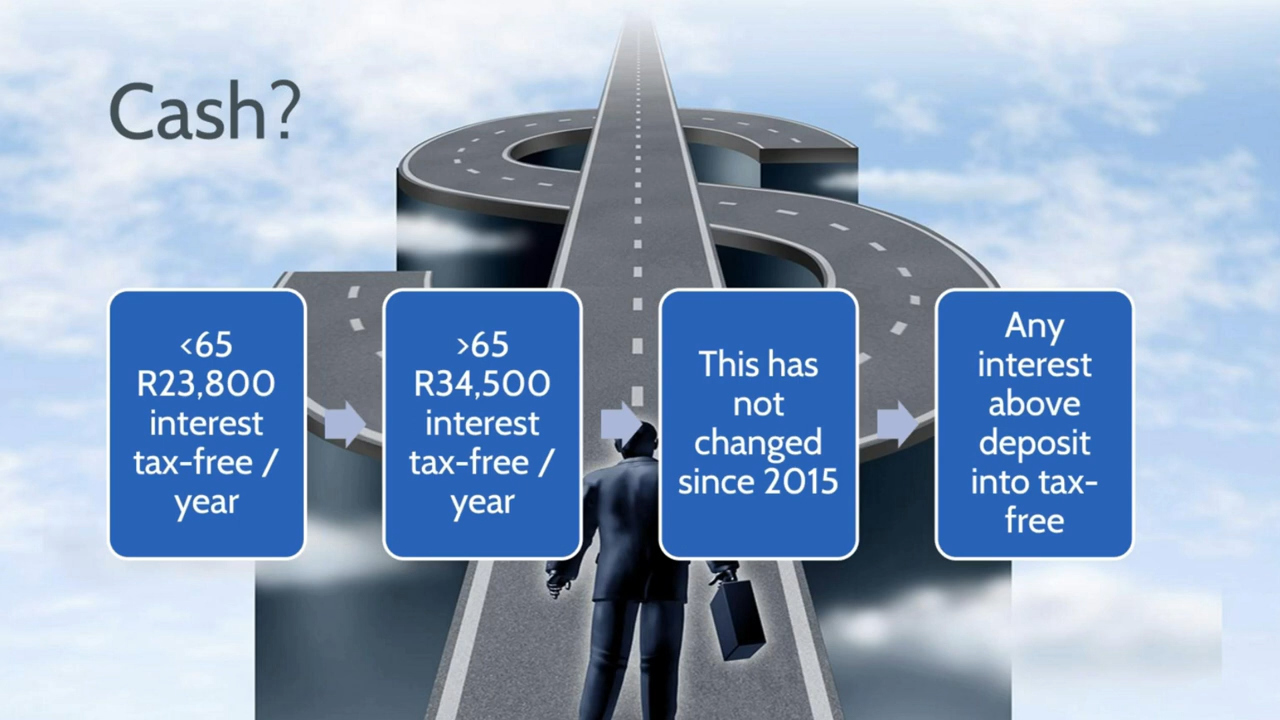 Cash?
<65
R23,800
interest
tax-free /
year
>65
R34,500
interest
tax-free /
year
This has
not
changed
since 2015
Any
interest
above
deposit
into tax-
free